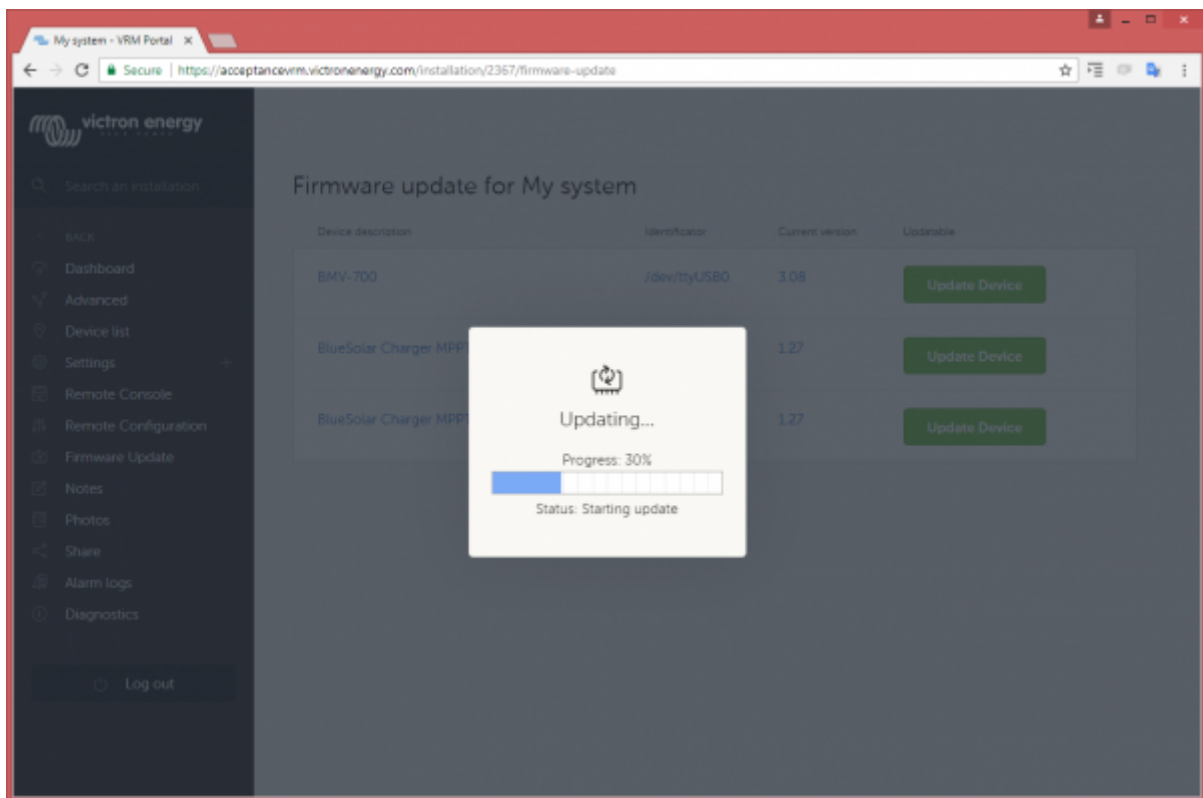 My system - VRM Portal
Secure https://acceptancevrm.victronenergy.com/installation/2367/firmware-update
victron energy
BLUE POWER
Search an installation
BACK
Dashboard
Advanced
Device list
Settings
Remote Console
Remote Configuration
Firmware Update
Notes
Photos
Share
Alarm logs
Diagnostics
Log out
Firmware update for My system
Device description Identificator Current version Updatable
BMV-700 /dev/ttyUSB0 3.08 Update Device
BlueSolar Charger MPPT 1.27 Update Device
BlueSolar Charger MPPT 1.27 Update Device
Updating...
Progress: 30%
Status: Starting update